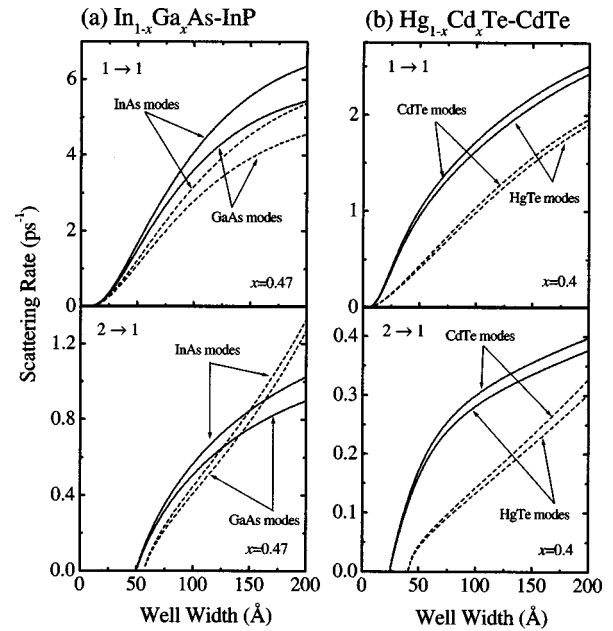 (a) In₁₋ₓGaₓAs-InP
(b) Hg₁₋ₓCdₓTe-CdTe
Scattering Rate (ps⁻¹)
1 → 1
InAs modes
GaAs modes
x=0.47
6
4
2
0
1 → 1
CdTe modes
HgTe modes
x=0.4
2
1
0
2 → 1
InAs modes
GaAs modes
x=0.47
1.2
0.8
0.4
0.0
0 50 100 150 200
Well Width (Å)
2 → 1
CdTe modes
HgTe modes
x=0.4
0.4
0.3
0.2
0.1
0.0
0 50 100 150 200
Well Width (Å)